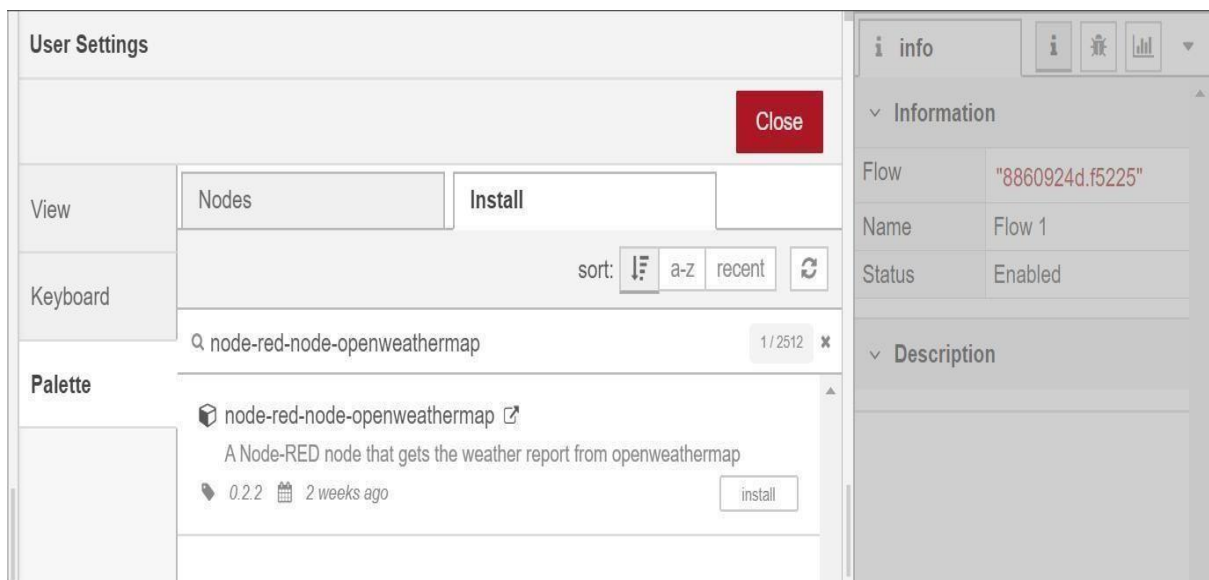 User Settings
Close
View
Keyboard
Palette
Nodes
Install
sort:
a-z
recent
node-red-node-openweathermap
1 / 2512
node-red-node-openweathermap
A Node-RED node that gets the weather report from openweathermap
0.2.2
2 weeks ago
install
info
Information
Flow "8860924d.f5225"
Name Flow 1
Status Enabled
Description